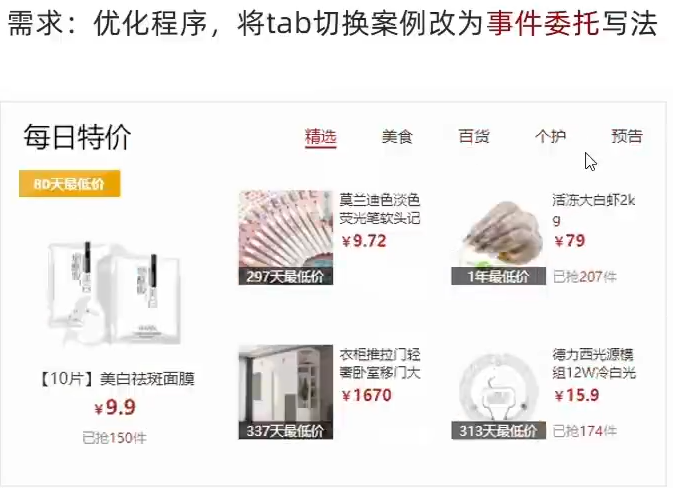 需求：优化程序，将tab切换案例改为事件委托写法
每日特价
精选 美食 百货 个护 预告
80天最低价
【10片】美白祛斑面膜
￥9.9
已抢150件
莫兰迪色淡色
荧光笔软头记
￥9.72
297天最低价
活冻大白虾2k
g
￥79
已抢207件
1年最低价
衣柜推拉门轻
奢卧室移门大
￥1670
337天最低价
德力西光源模
组12W冷白光
￥15.9
已抢174件
313天最低价